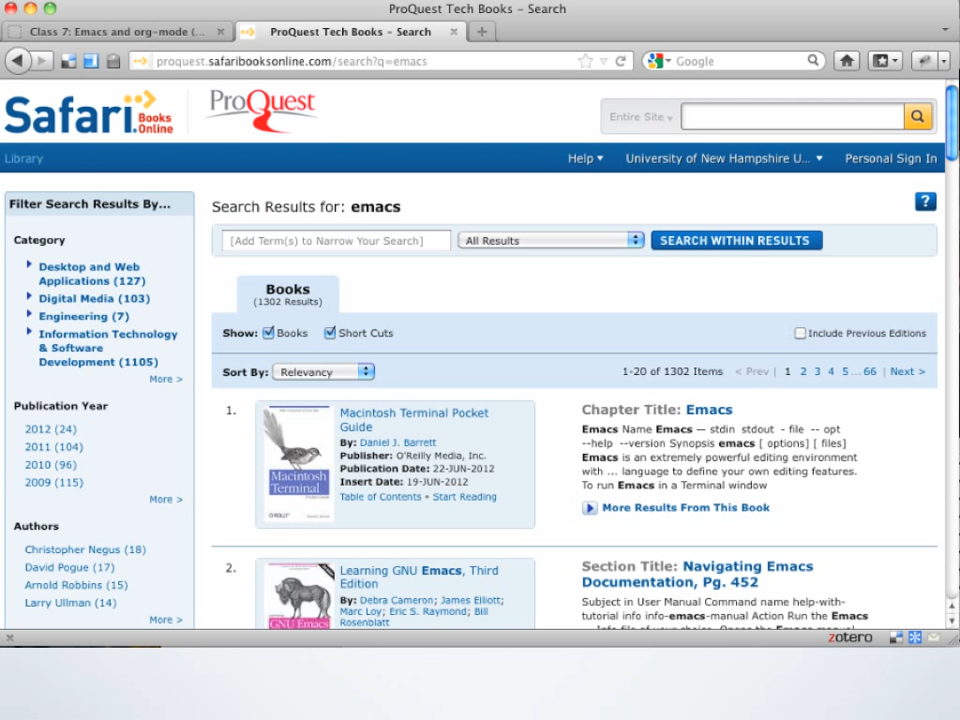 ProQuest Tech Books – Search
Class 7: Emacs and org-mode (...
ProQuest Tech Books – Search
proquest.safaribooksonline.com/search?q=emacs
Google
Safari Books Online
ProQuest
Entire Site
Library
Help
University of New Hampshire U...
Personal Sign In
Filter Search Results By...
Category
Desktop and Web
Applications (127)
Digital Media (103)
Engineering (7)
Information Technology
& Software
Development (1105)
More >
Publication Year
2012 (24)
2011 (104)
2010 (96)
2009 (115)
More >
Authors
Christopher Negus (18)
David Pogue (17)
Arnold Robbins (15)
Larry Ullman (14)
More >
Search Results for: emacs
?
[Add Term(s) to Narrow Your Search]
All Results
SEARCH WITHIN RESULTS
Books
(1302 Results)
Show: Books Short Cuts
Include Previous Editions
Sort By: Relevancy
1-20 of 1302 Items < Prev | 1 2 3 4 5...66 | Next >
1.
Macintosh
Terminal
O'REILLY
Macintosh Terminal Pocket
Guide
By: Daniel J. Barrett
Publisher: O'Reilly Media, Inc.
Publication Date: 22-JUN-2012
Insert Date: 19-JUN-2012
Table of Contents • Start Reading
Chapter Title: Emacs
Emacs Name Emacs — stdin stdout - file -- opt
--help --version Synopsis emacs [ options] [ files]
Emacs is an extremely powerful editing environment
with ... language to define your own editing features.
To run Emacs in a Terminal window
More Results From This Book
2.
GNU Emacs
Learning GNU Emacs, Third
Edition
By: Debra Cameron; James Elliott;
Marc Loy; Eric S. Raymond; Bill
Rosenblatt
Section Title: Navigating Emacs
Documentation, Pg. 452
Subject in User Manual Command name help-with-
tutorial info info-emacs-manual Action Run the Emacs
zotero